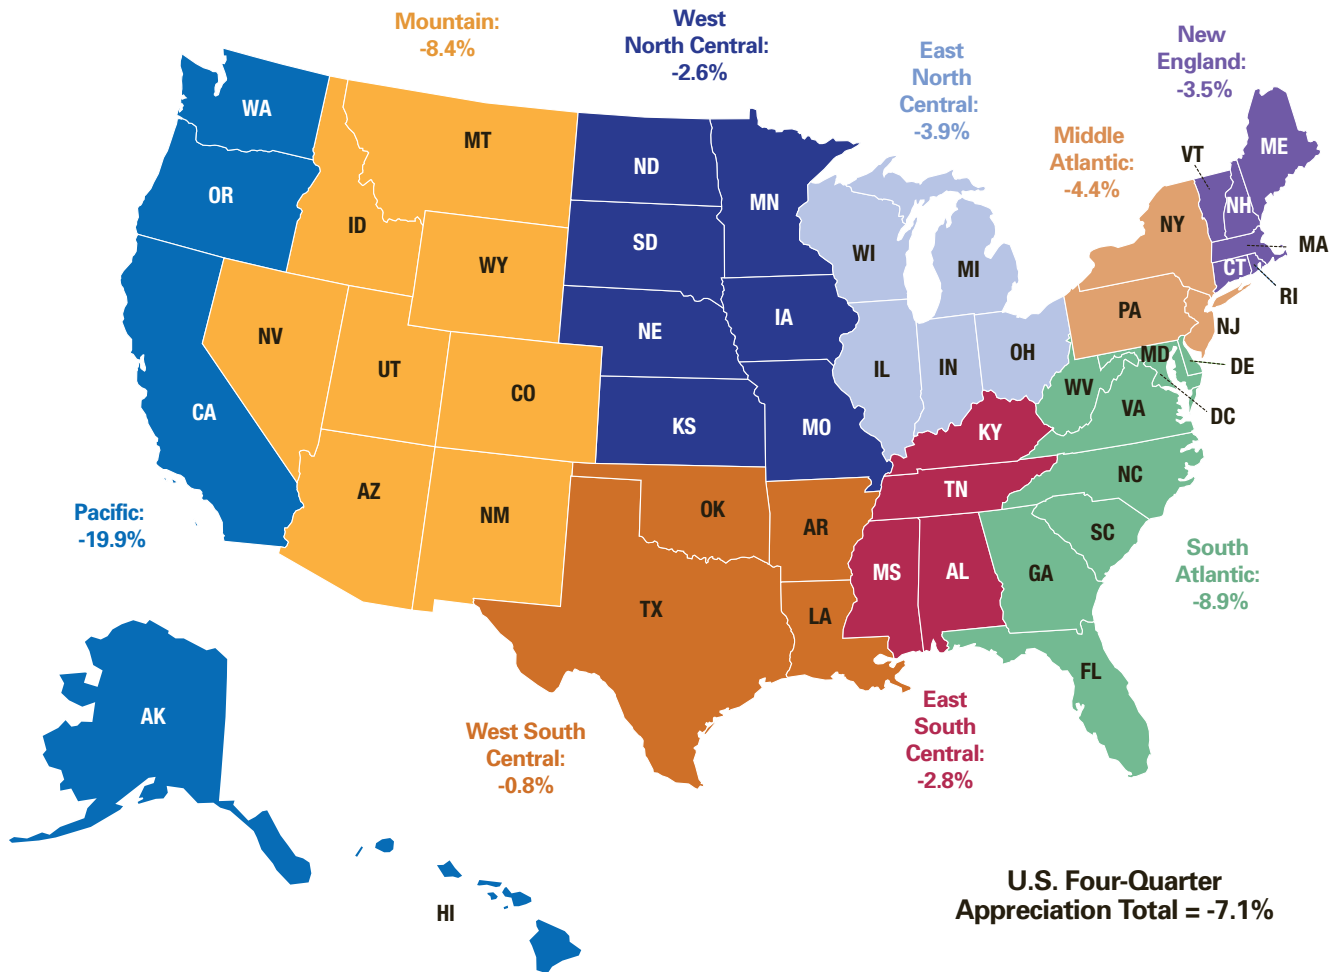 Mountain:
-8.4%
West
North Central:
-2.6%
East
North
Central:
-3.9%
New
England:
-3.5%
Middle
Atlantic:
-4.4%
WA
OR
CA
MT
ID
WY
NV
UT
CO
AZ
NM
ND
SD
NE
KS
MN
IA
MO
WI
MI
IL
IN
OH
VT
ME
NH
MA
CT
RI
NY
PA
NJ
MD
DE
DC
WV
VA
NC
SC
GA
FL
KY
TN
MS
AL
OK
AR
TX
LA
Pacific:
-19.9%
South
Atlantic:
-8.9%
West South
Central:
-0.8%
East
South
Central:
-2.8%
AK
HI
U.S. Four-Quarter
Appreciation Total = -7.1%